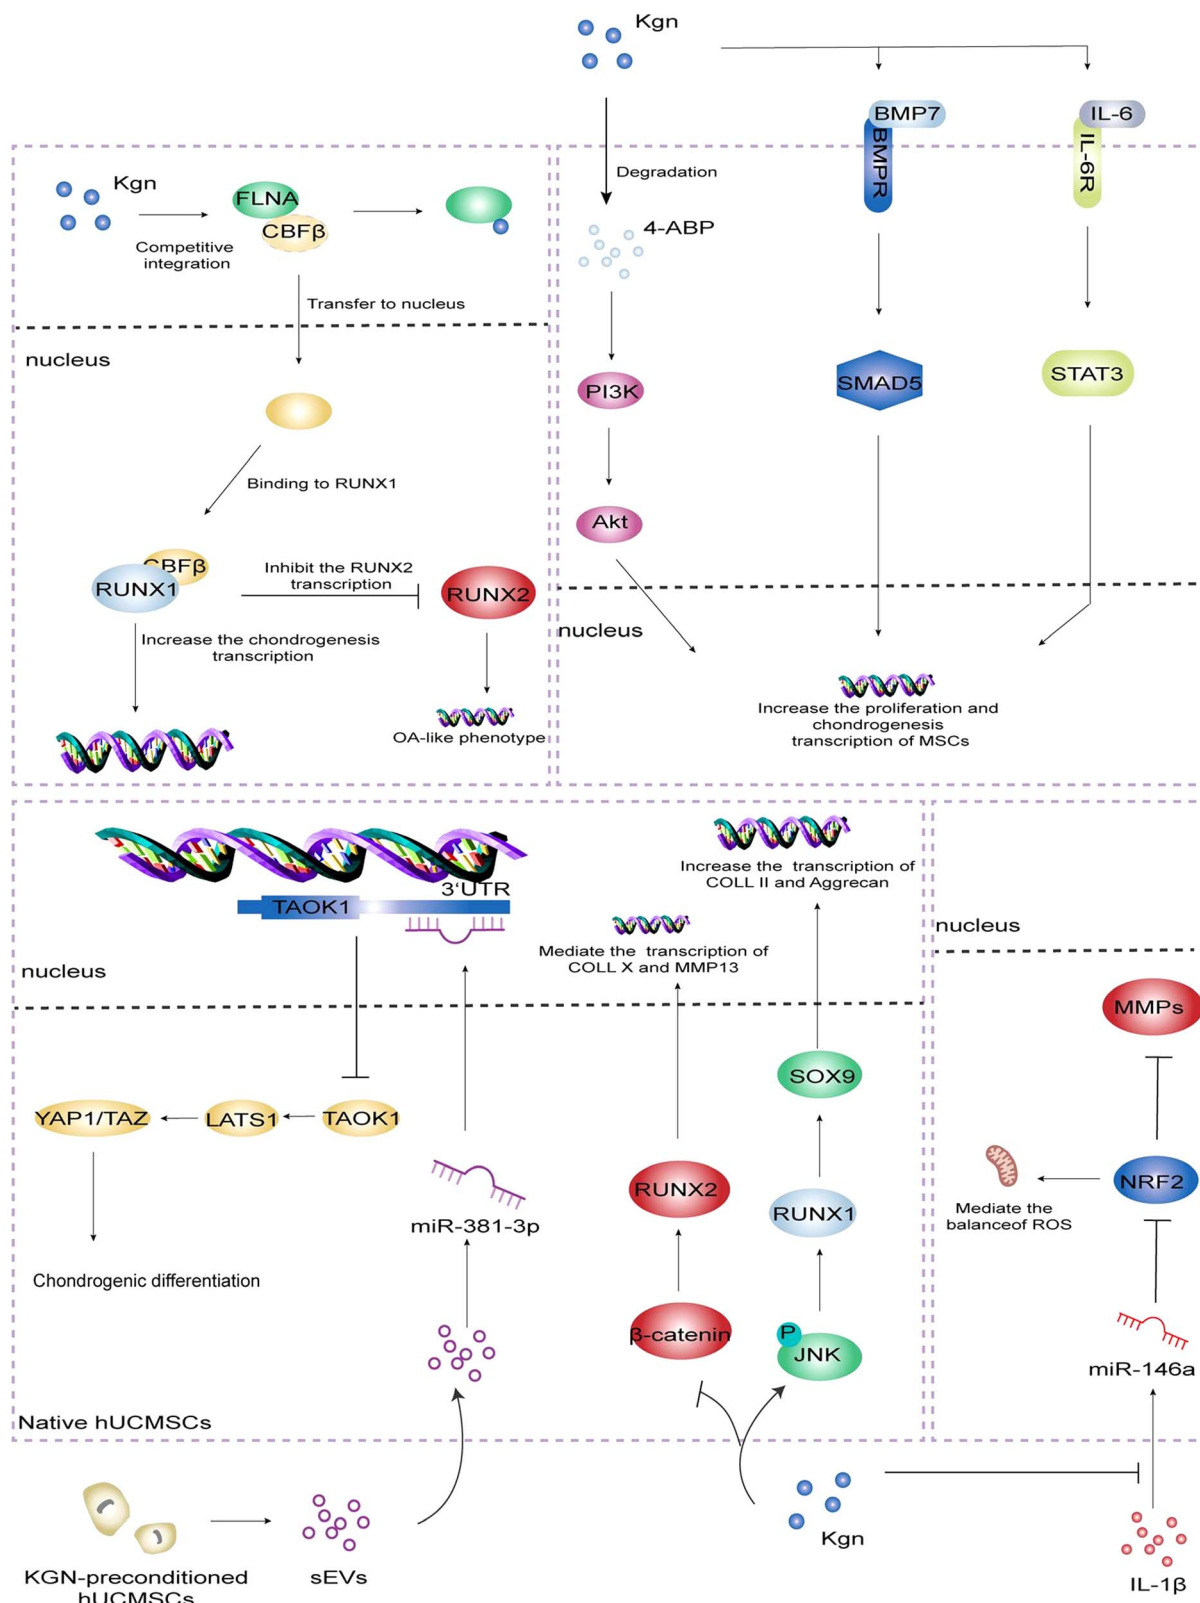 Kgn
BMP7
BMPR
IL-6
IL-6R
Degradation
4-ABP
PI3K
Akt
SMAD5
STAT3
nucleus
Increase the proliferation and
chondrogenesis
transcription of MSCs
Kgn
FLNA
CBFβ
Competitive
integration
Transfer to nucleus
nucleus
Binding to RUNX1
CBFβ
RUNX1
Inhibit the RUNX2
transcription
RUNX2
Increase the chondrogenesis
transcription
OA-like phenotype
3'UTR
TAOK1
nucleus
Increase the transcription of
COLL II and Aggrecan
Mediate the transcription of
COLL X and MMP13
YAP1/TAZ
LATS1
TAOK1
Chondrogenic differentiation
miR-381-3p
SOX9
RUNX2
RUNX1
β-catenin
P
JNK
Native hUCMSCs
nucleus
MMPs
NRF2
Mediate the
balanceof ROS
miR-146a
KGN-preconditioned
hUCMSCs
sEVs
Kgn
IL-1β